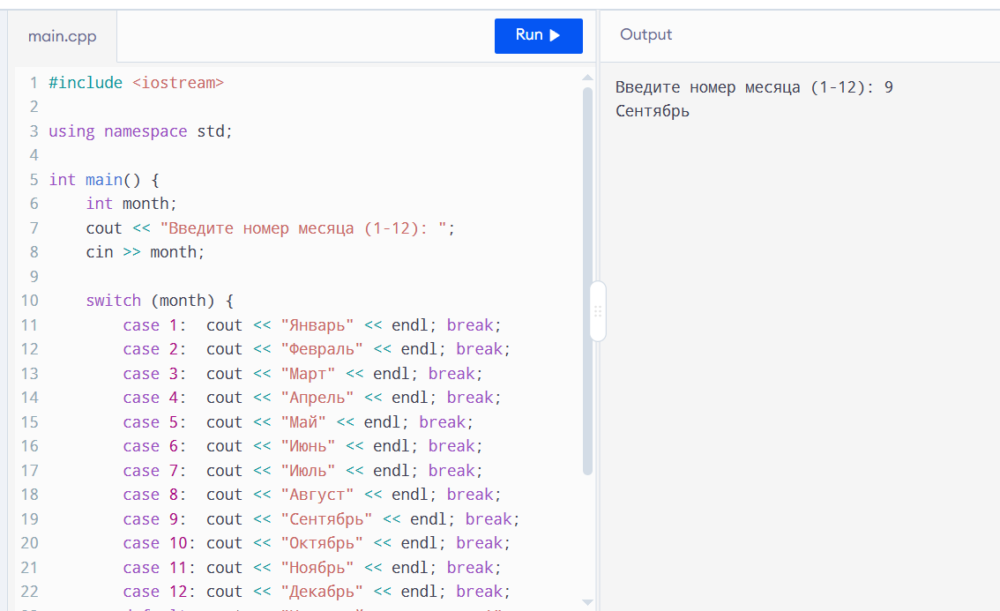 main.cpp
Run
Output
1 #include <iostream>
2
3 using namespace std;
4
5 int main() {
6     int month;
7     cout << "Введите номер месяца (1-12): ";
8     cin >> month;
9
10     switch (month) {
11         case 1:  cout << "Январь" << endl; break;
12         case 2:  cout << "Февраль" << endl; break;
13         case 3:  cout << "Март" << endl; break;
14         case 4:  cout << "Апрель" << endl; break;
15         case 5:  cout << "Май" << endl; break;
16         case 6:  cout << "Июнь" << endl; break;
17         case 7:  cout << "Июль" << endl; break;
18         case 8:  cout << "Август" << endl; break;
19         case 9:  cout << "Сентябрь" << endl; break;
20         case 10: cout << "Октябрь" << endl; break;
21         case 11: cout << "Ноябрь" << endl; break;
22         case 12: cout << "Декабрь" << endl; break;
Введите номер месяца (1-12): 9
Сентябрь